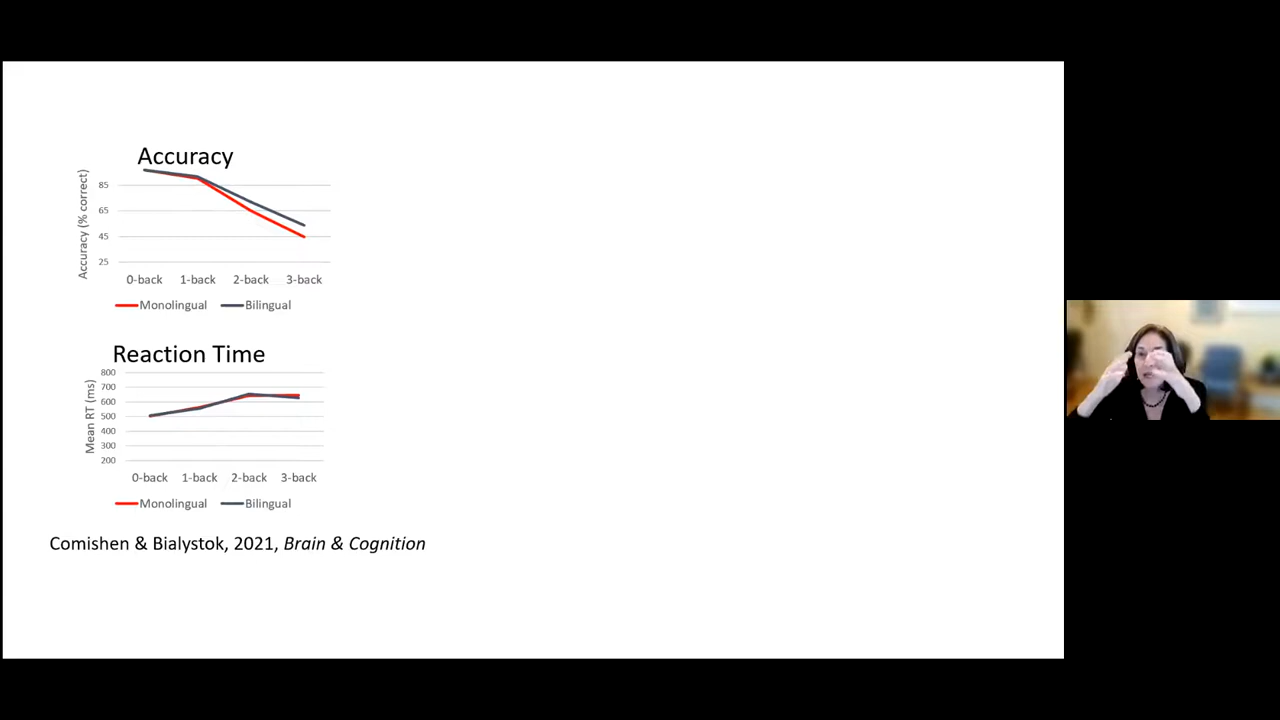 Accuracy
Accuracy (% correct)
85
65
45
25
0-back 1-back 2-back 3-back
Monolingual Bilingual
Reaction Time
Mean RT (ms)
800
700
600
500
400
300
200
0-back 1-back 2-back 3-back
Monolingual Bilingual
Comishen & Bialystok, 2021, Brain & Cognition